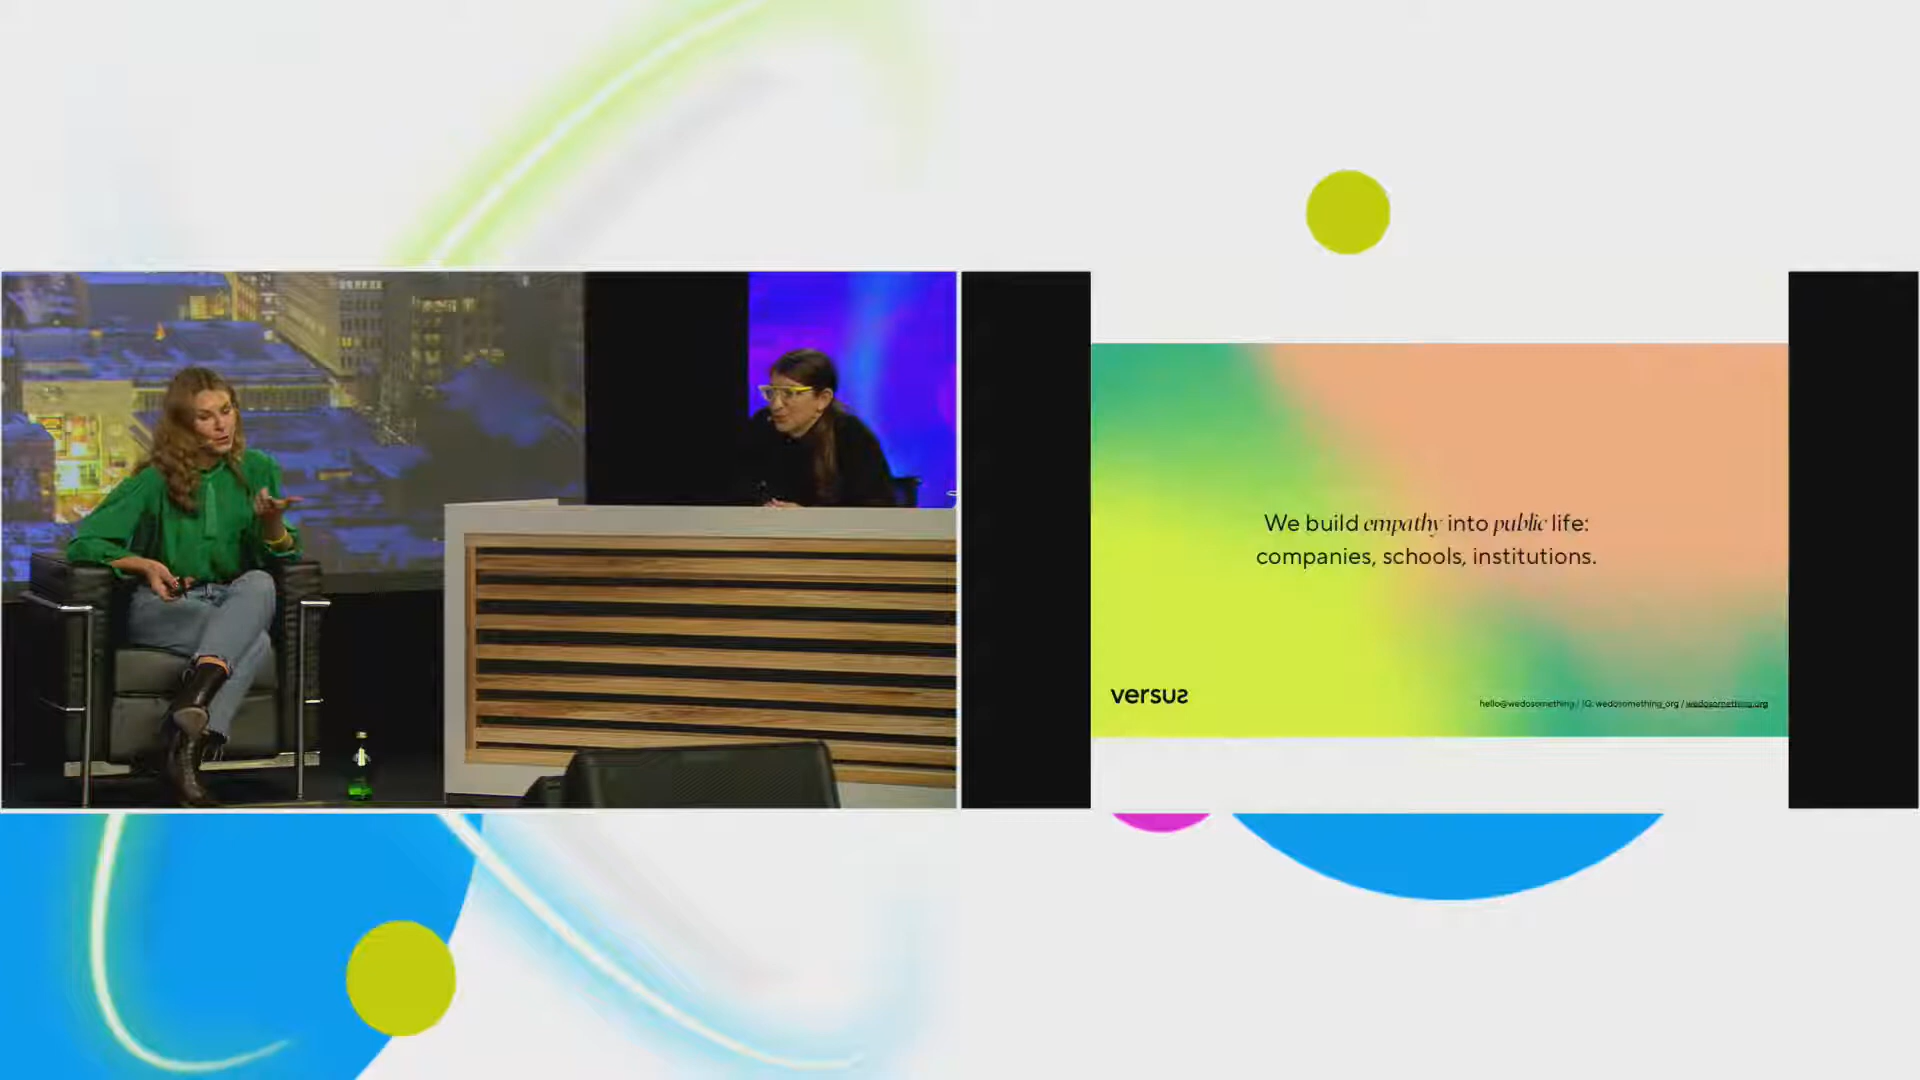 We build empathy into public life:
companies, schools, institutions.
versus
hello@wedosomething / IG: wedosomething_org / wedosomething.org